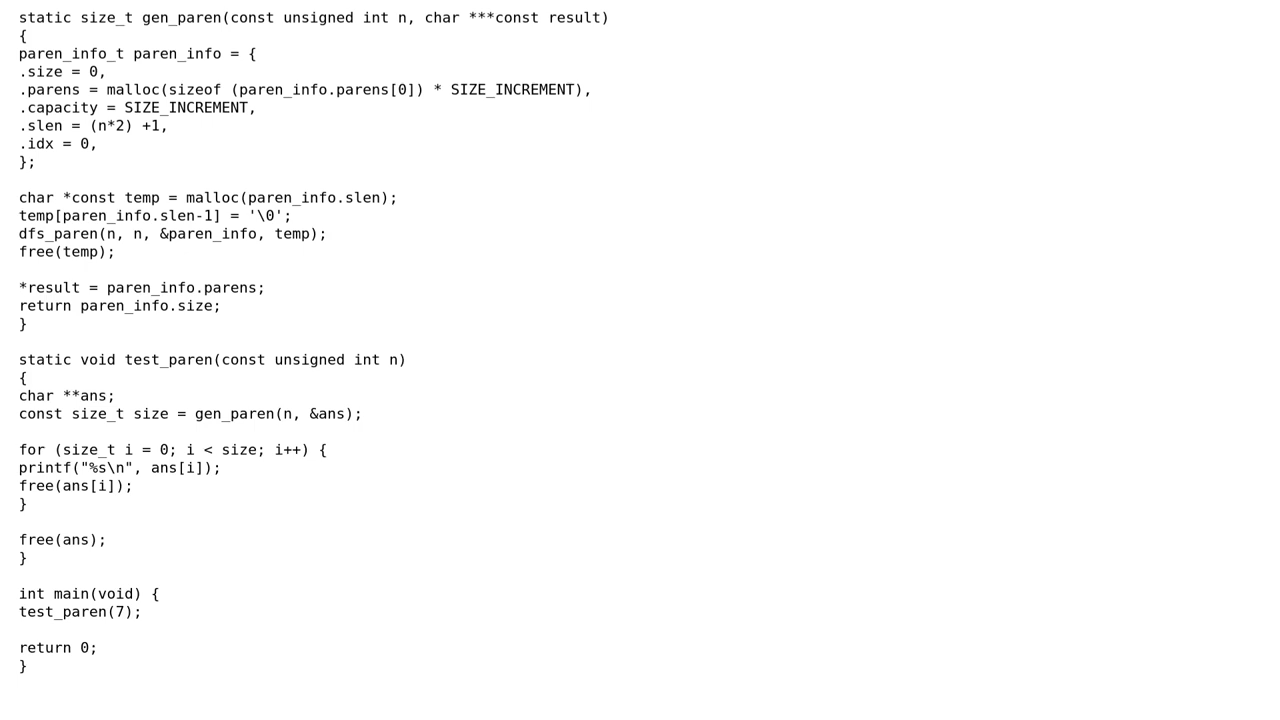 static size_t gen_paren(const unsigned int n, char ***const result)
{
paren_info_t paren_info = {
.size = 0,
.parens = malloc(sizeof (paren_info.parens[0]) * SIZE_INCREMENT),
.capacity = SIZE_INCREMENT,
.slen = (n*2) +1,
.idx = 0,
};

char *const temp = malloc(paren_info.slen);
temp[paren_info.slen-1] = '\0';
dfs_paren(n, n, &paren_info, temp);
free(temp);

*result = paren_info.parens;
return paren_info.size;
}

static void test_paren(const unsigned int n)
{
char **ans;
const size_t size = gen_paren(n, &ans);

for (size_t i = 0; i < size; i++) {
printf("%s\n", ans[i]);
free(ans[i]);
}

free(ans);
}

int main(void) {
test_paren(7);

return 0;
}